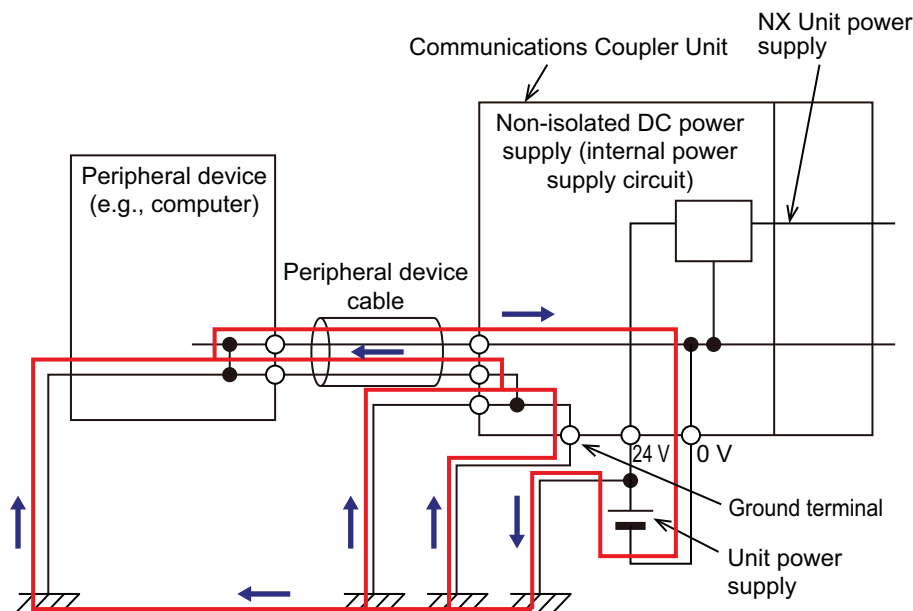 NX Unit power
supply
Communications Coupler Unit
Non-isolated DC power
supply (internal power
supply circuit)
Peripheral device
(e.g., computer)
Peripheral device
cable
24 V
0 V
Ground terminal
Unit power
supply